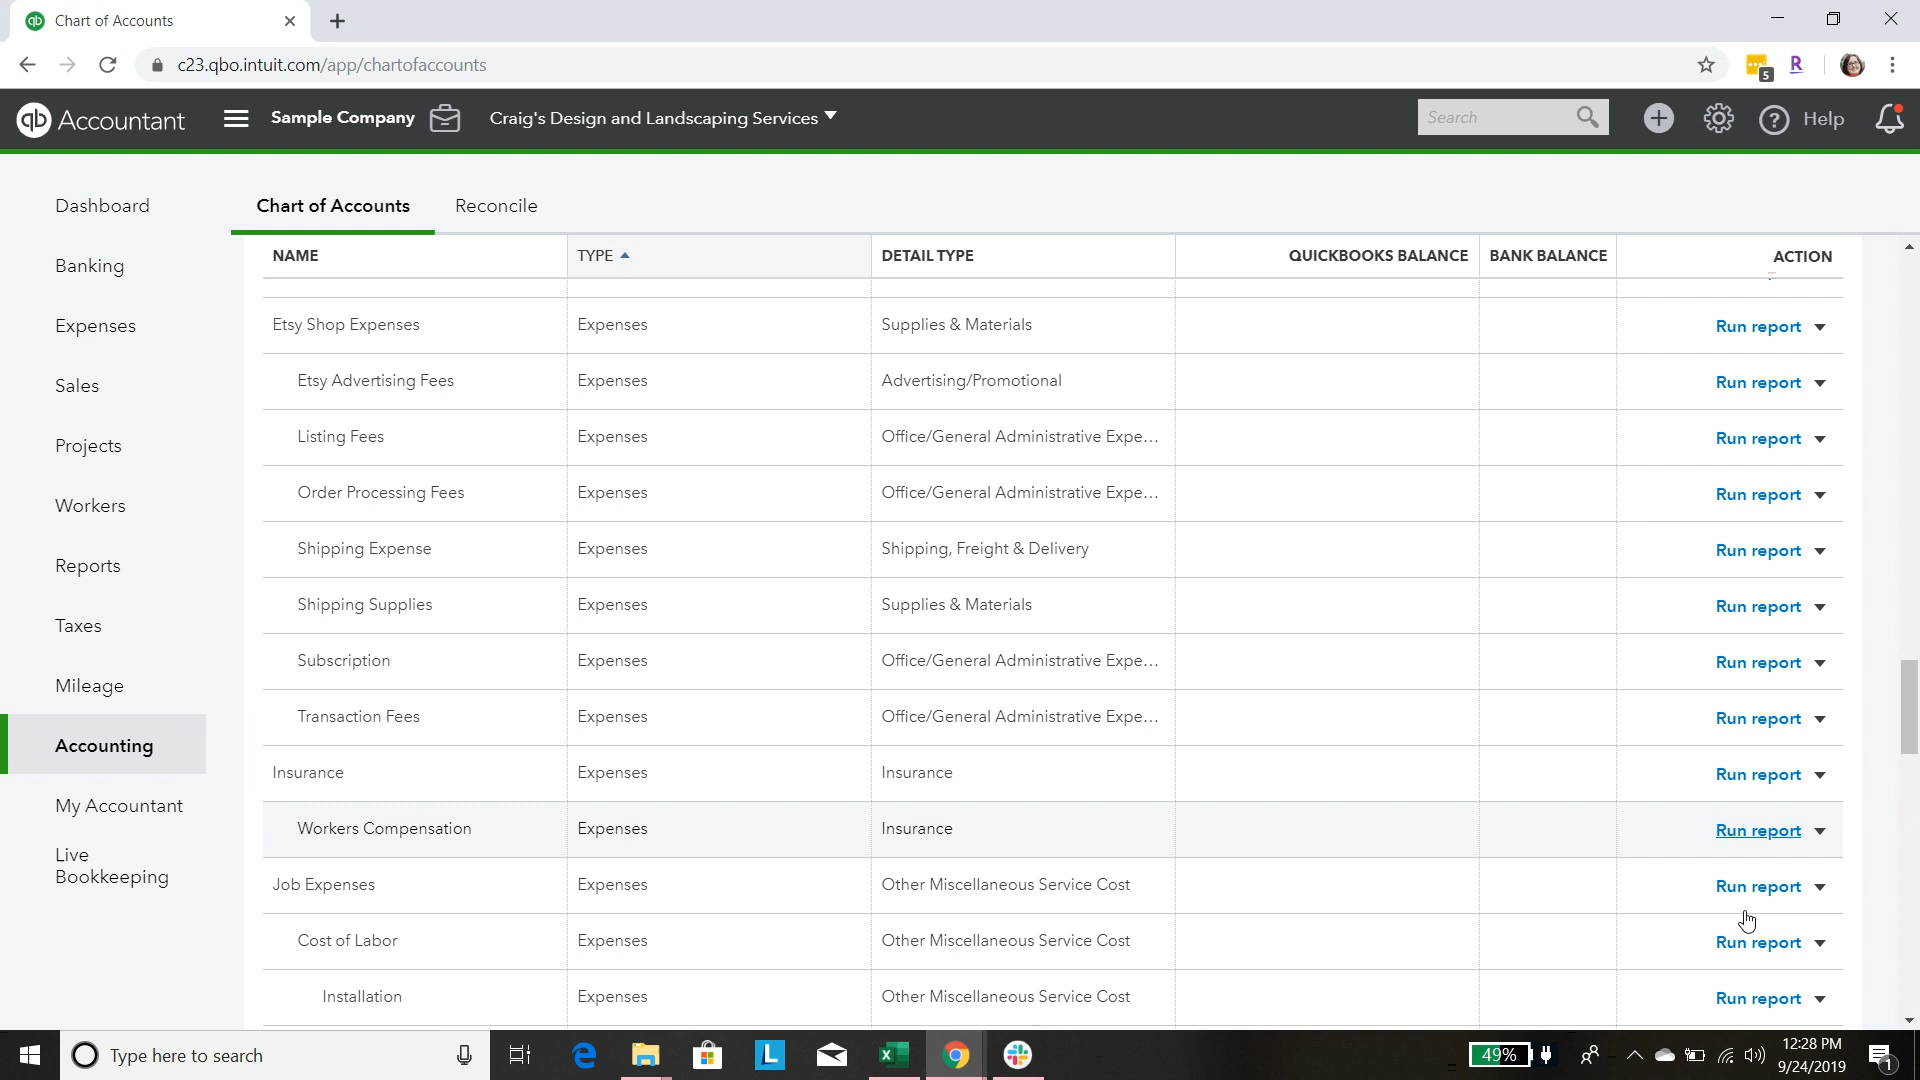 Chart of Accounts
c23.qbo.intuit.com/app/chartofaccounts
5
R
qb Accountant
Sample Company
Craig's Design and Landscaping Services
Search
Help
Dashboard
Banking
Expenses
Sales
Projects
Workers
Reports
Taxes
Mileage
Accounting
My Accountant
Live
Bookkeeping
Chart of Accounts Reconcile
NAME TYPE DETAIL TYPE QUICKBOOKS BALANCE BANK BALANCE ACTION
Etsy Shop Expenses Expenses Supplies & Materials Run report
Etsy Advertising Fees Expenses Advertising/Promotional Run report
Listing Fees Expenses Office/General Administrative Expe... Run report
Order Processing Fees Expenses Office/General Administrative Expe... Run report
Shipping Expense Expenses Shipping, Freight & Delivery Run report
Shipping Supplies Expenses Supplies & Materials Run report
Subscription Expenses Office/General Administrative Expe... Run report
Transaction Fees Expenses Office/General Administrative Expe... Run report
Insurance Expenses Insurance Run report
Workers Compensation Expenses Insurance Run report
Job Expenses Expenses Other Miscellaneous Service Cost Run report
Cost of Labor Expenses Other Miscellaneous Service Cost Run report
Installation Expenses Other Miscellaneous Service Cost Run report
Type here to search
L
49%
12:28 PM
9/24/2019
1